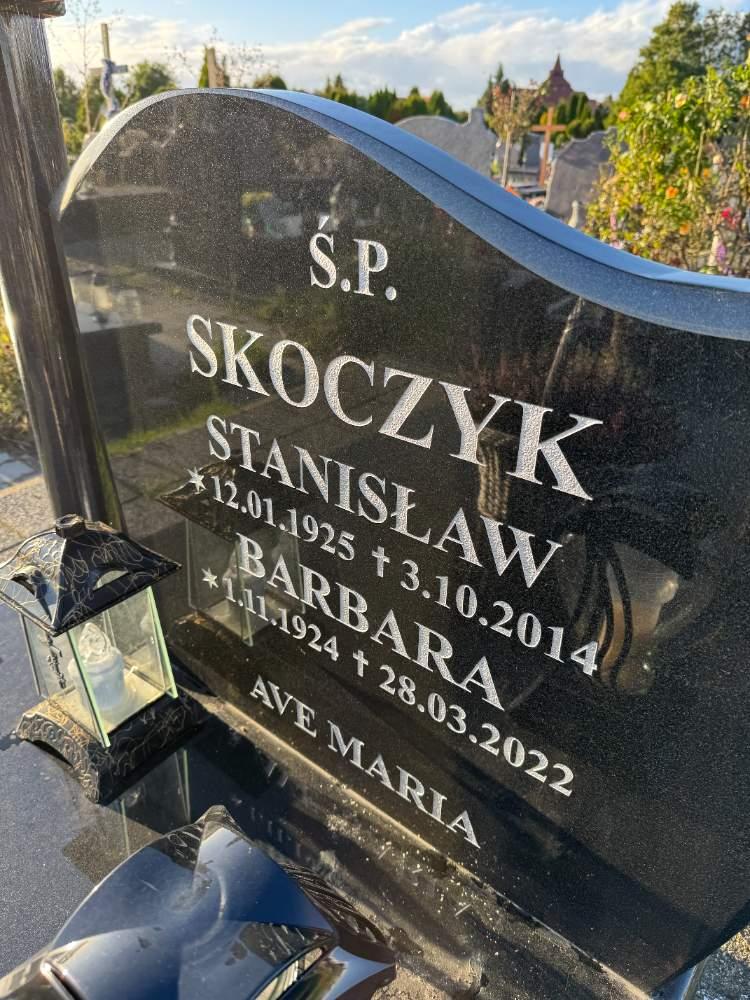 Ś.P.
SKOCZYK
STANISŁAW
*12.01.1925 †3.10.2014
BARBARA
*1.11.1924 †28.03.2022
AVE MARIA